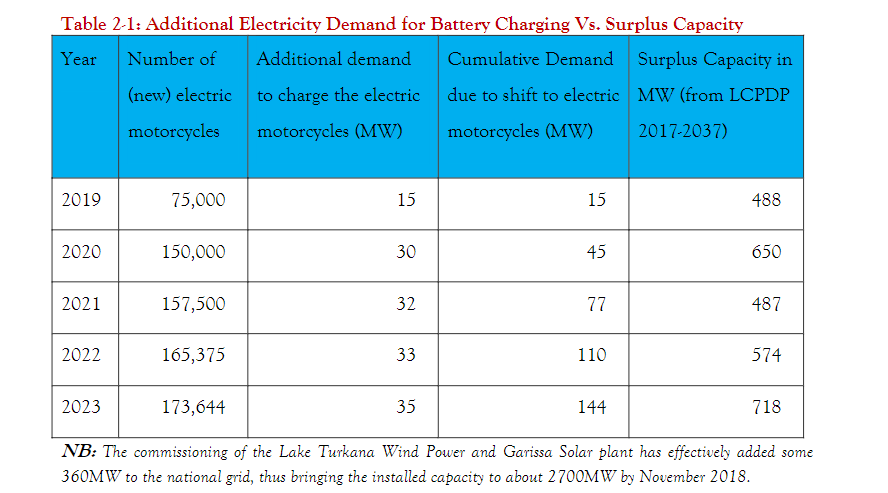 Table 2-1: Additional Electricity Demand for Battery Charging Vs. Surplus Capacity
Year Number of (new) electric motorcycles Additional demand to charge the electric motorcycles (MW) Cumulative Demand due to shift to electric motorcycles (MW) Surplus Capacity in MW (from LCPDP 2017-2037)
2019 75,000 15 15 488
2020 150,000 30 45 650
2021 157,500 32 77 487
2022 165,375 33 110 574
2023 173,644 35 144 718
NB: The commissioning of the Lake Turkana Wind Power and Garissa Solar plant has effectively added some
360MW to the national grid, thus bringing the installed capacity to about 2700MW by November 2018.